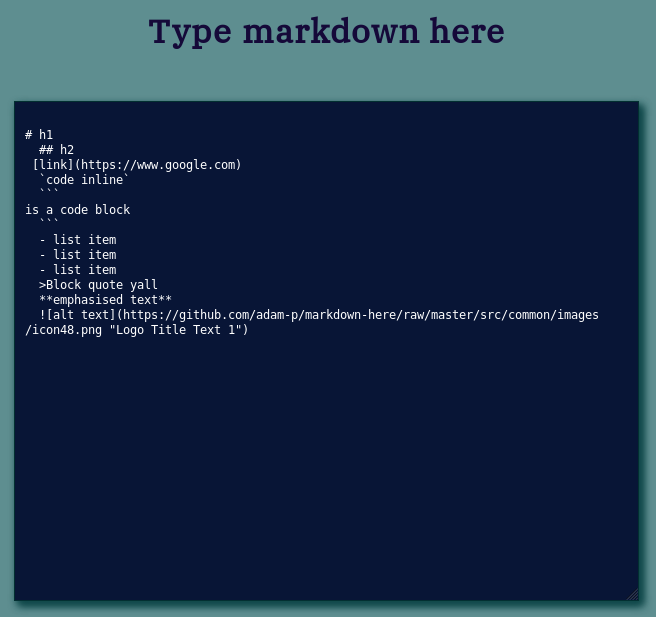 Type markdown here
# h1
  ## h2
 [link](https://www.google.com)
  `code inline`
  ```
is a code block
  ```
  - list item
  - list item
  - list item
  >Block quote yall
  **emphasised text**
  ![alt text](https://github.com/adam-p/markdown-here/raw/master/src/common/images
/icon48.png "Logo Title Text 1")